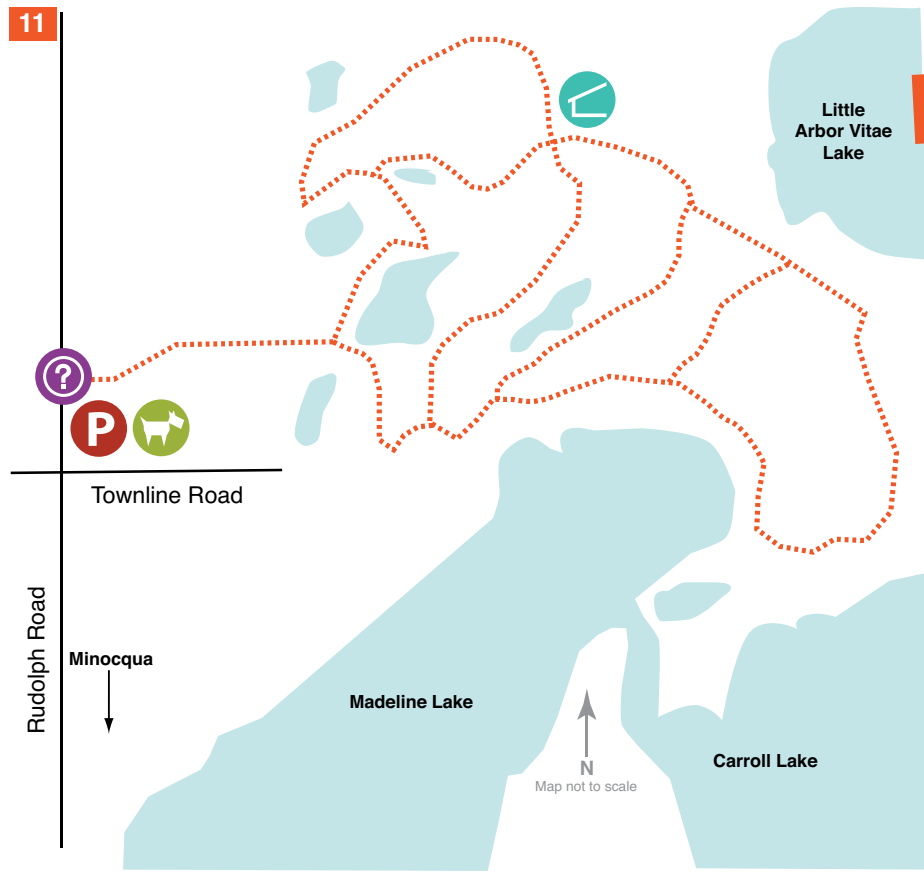 11
Little
Arbor Vitae
Lake
?
P
Townline Road
Rudolph Road
Minocqua
Madeline Lake
Carroll Lake
N
Map not to scale